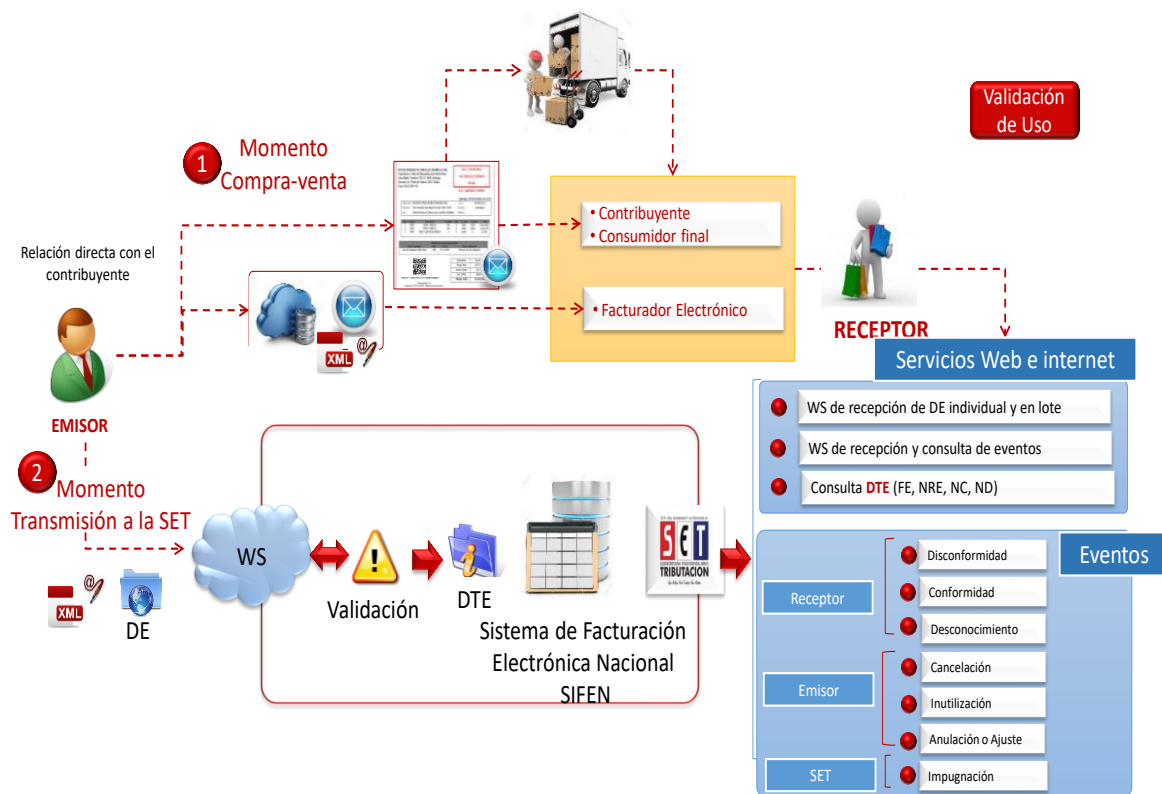 Validación
de Uso
1
Momento
Compra-venta
Relación directa con el
contribuyente
• Contribuyente
• Consumidor final
• Facturador Electrónico
XML
@
EMISOR
RECEPTOR
Servicios Web e internet
WS de recepción de DE individual y en lote
WS de recepción y consulta de eventos
Consulta DTE (FE, NRE, NC, ND)
2
Momento
Transmisión a la SET
XML
@
DE
WS
Validación
DTE
Sistema de Facturación
Electrónica Nacional
SIFEN
SET
TRIBUTACIÓN
Eventos
Receptor
Disconformidad
Conformidad
Desconocimiento
Emisor
Cancelación
Inutilización
Anulación o Ajuste
SET
Impugnación